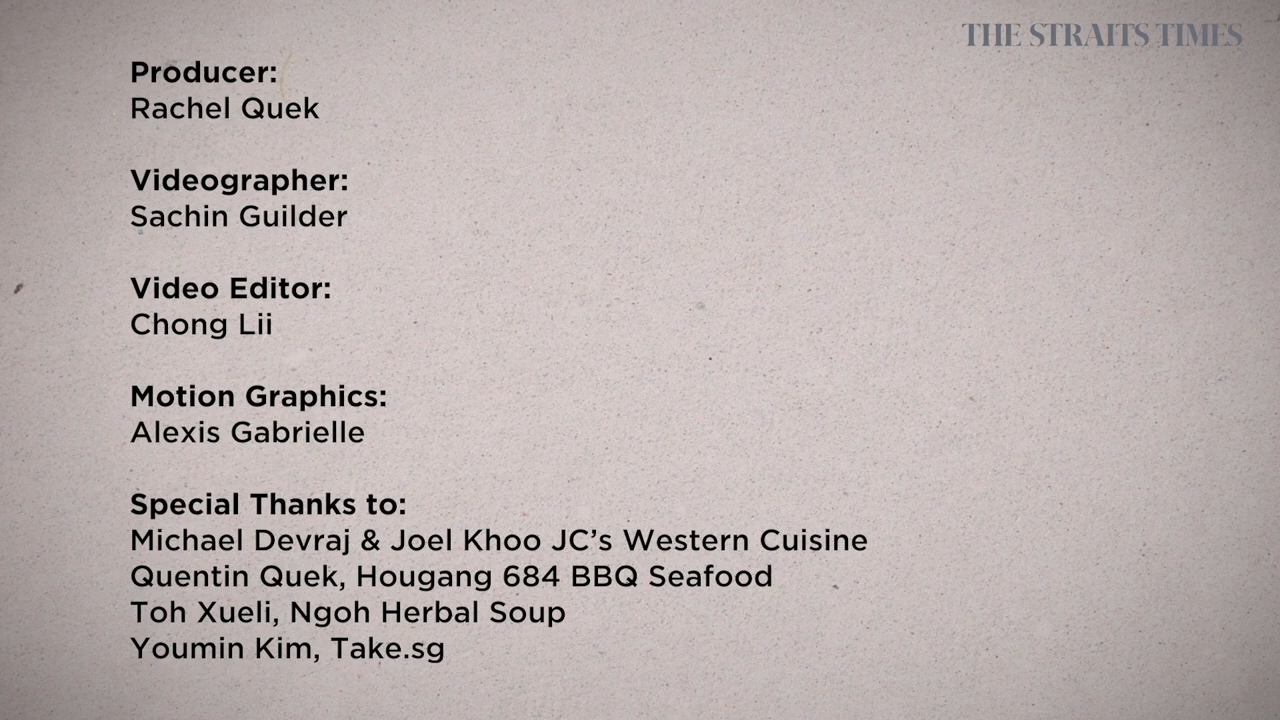 THE STRAITS TIMES
Producer:
Rachel Quek
Videographer:
Sachin Guilder
Video Editor:
Chong Lii
Motion Graphics:
Alexis Gabrielle
Special Thanks to:
Michael Devraj & Joel Khoo JC’s Western Cuisine
Quentin Quek, Hougang 684 BBQ Seafood
Toh Xueli, Ngoh Herbal Soup
Youmin Kim, Take.sg